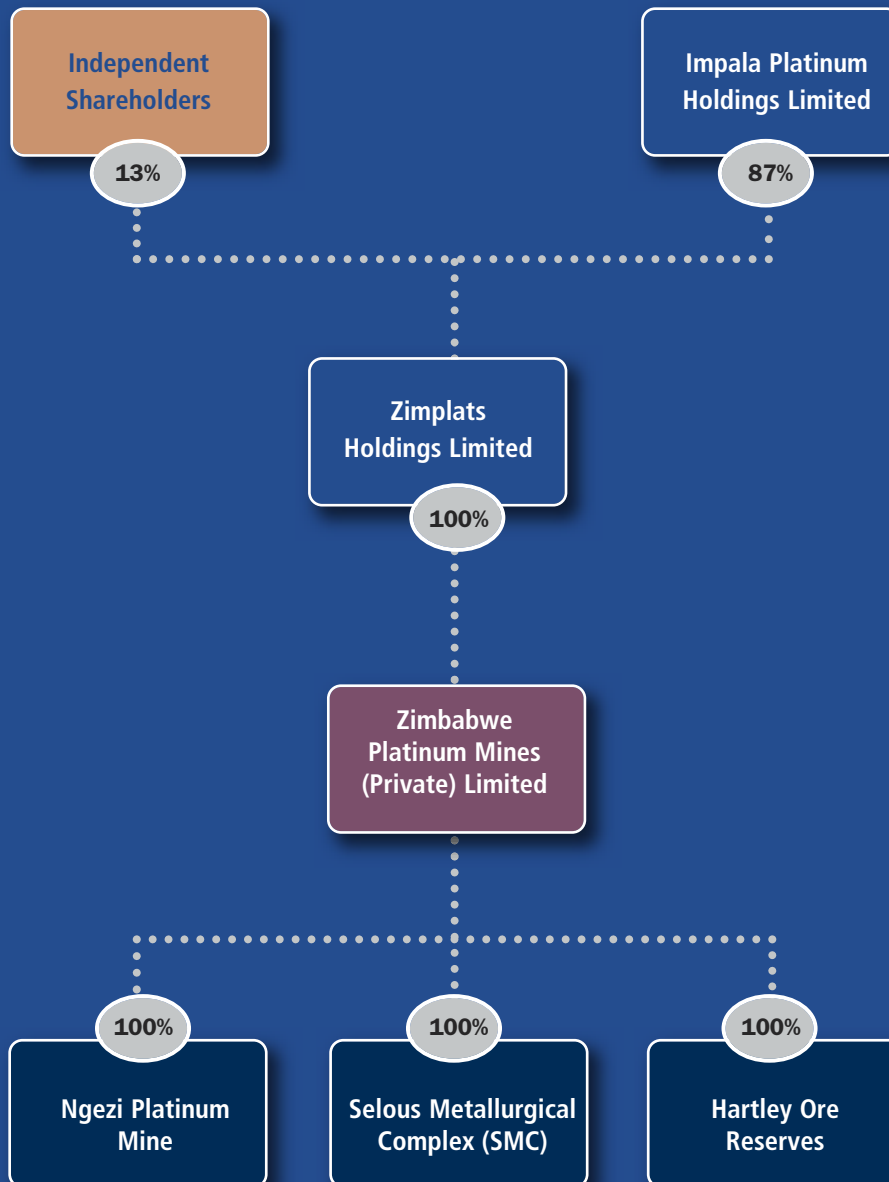 Independent
Shareholders
13%
Impala Platinum
Holdings Limited
87%
Zimplats
Holdings Limited
100%
Zimbabwe
Platinum Mines
(Private) Limited
100%
Ngezi Platinum
Mine
100%
Selous Metallurgical
Complex (SMC)
100%
Hartley Ore
Reserves